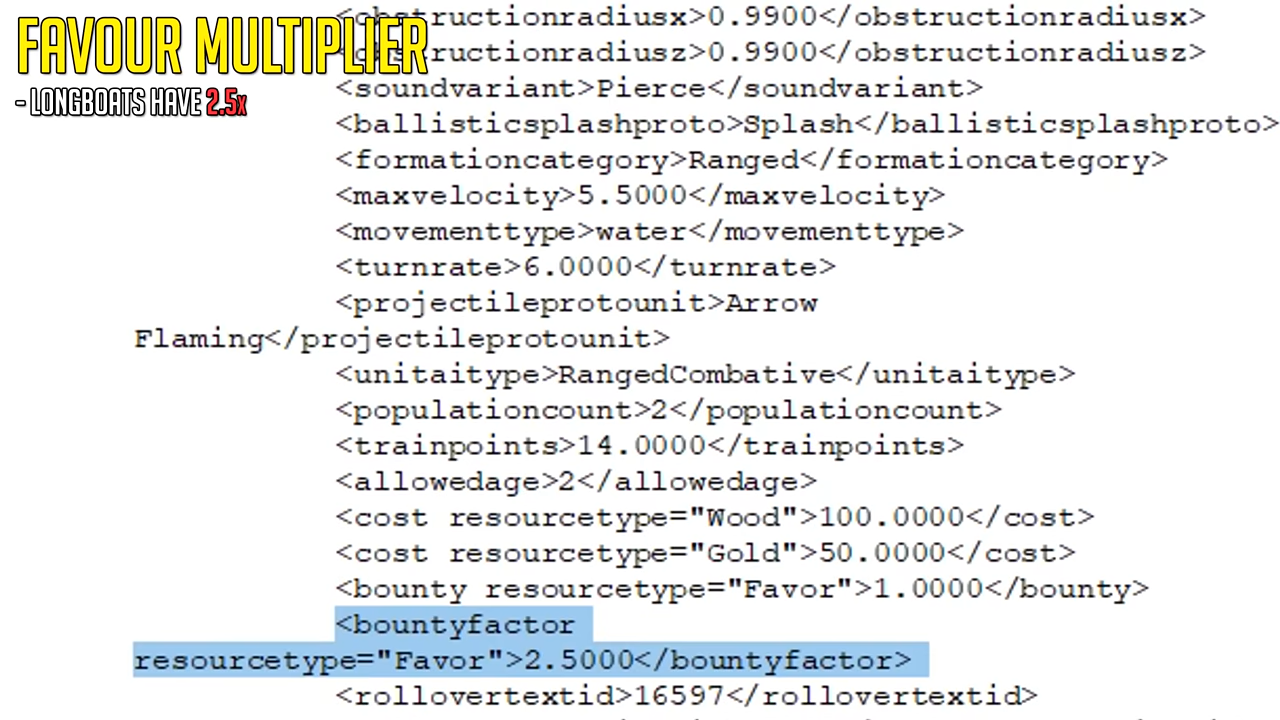 FAVOUR MULTIPLIER
- LONGBOATS HAVE 2.5x
<obstructionradiusx>0.9900</obstructionradiusx>
<obstructionradiusz>0.9900</obstructionradiusz>
<soundvariant>Pierce</soundvariant>
<ballisticsplashproto>Splash</ballisticsplashproto>
<formationcategory>Ranged</formationcategory>
<maxvelocity>5.5000</maxvelocity>
<movementtype>water</movementtype>
<turnrate>6.0000</turnrate>
<projectileprotounit>Arrow
Flaming</projectileprotounit>
<unitaitype>RangedCombative</unitaitype>
<populationcount>2</populationcount>
<trainpoints>14.0000</trainpoints>
<allowedage>2</allowedage>
<cost resourcetype="Wood">100.0000</cost>
<cost resourcetype="Gold">50.0000</cost>
<bounty resourcetype="Favor">1.0000</bounty>
<bountyfactor
resourcetype="Favor">2.5000</bountyfactor>
<rollovertextid>16597</rollovertextid>